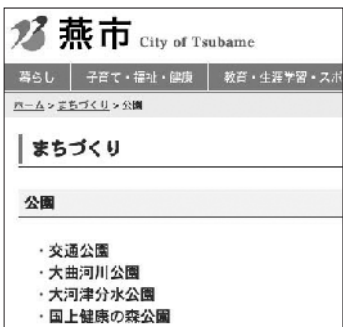 燕市 City of Tsubame
暮らし 子育て・福祉・健康 教育・生涯学習・スポ
ホーム > まちづくり > 公園
まちづくり
公園
・交通公園
・大曲河川公園
・大河津分水公園
・国上健康の森公園